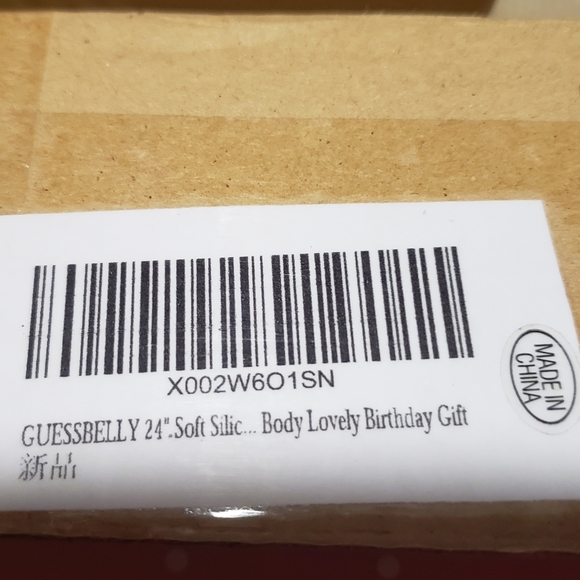 X002W6O1SN
GUESSBELLY 24".Soft Silic... Body Lovely Birthday Gift
新品
MADE IN
CHINA